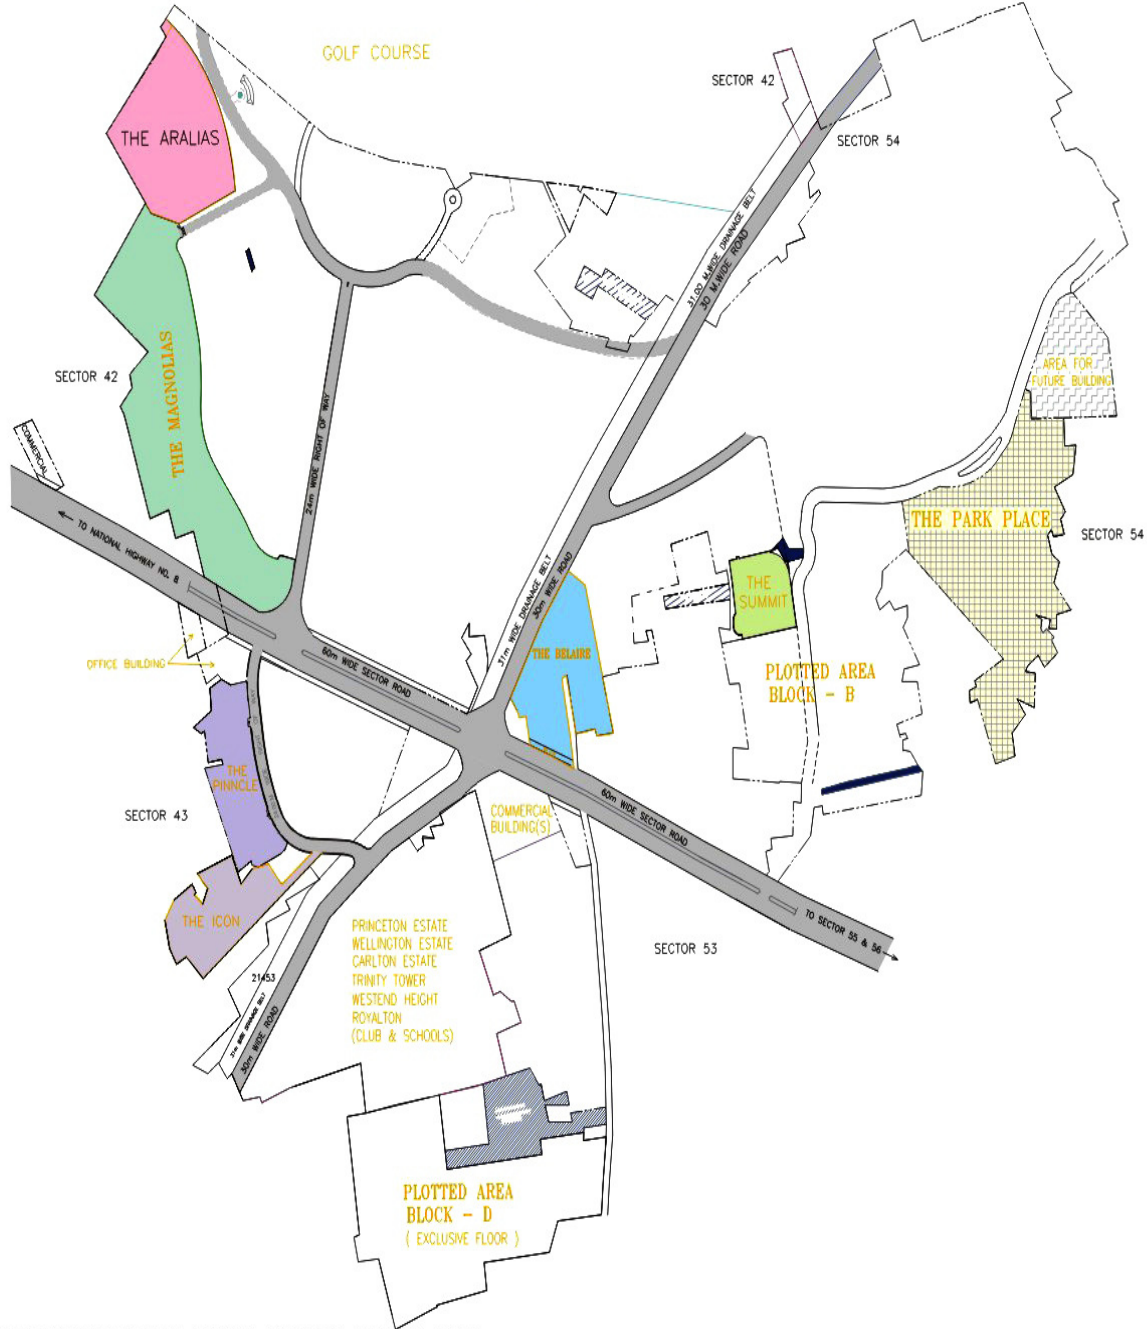 GOLF COURSE
SECTOR 42
THE ARALIAS
SECTOR 54
31.00 M.WIDE DRAINAGE BELT
30 M.WIDE ROAD
THE MAGNOLIAS
SECTOR 42
AREA FOR
FUTURE BUILDING
COMMERCIAL
24m WIDE RIGHT OF WAY
TO NATIONAL HIGHWAY NO. 8
THE PARK PLACE
SECTOR 54
31m WIDE DRAINAGE BELT
30m WIDE ROAD
THE
SUMMIT
OFFICE BUILDING
60m WIDE SECTOR ROAD
THE BELAIRE
PLOTTED AREA
BLOCK - B
THE
PINNCLE
SECTOR 43
COMMERCIAL
BUILDING(S)
60m WIDE SECTOR ROAD
THE ICON
TO SECTOR 55 & 56
SECTOR 53
PRINCETON ESTATE
WELLINGTON ESTATE
CARLTON ESTATE
TRINITY TOWER
WESTEND HEIGHT
ROYALTON
(CLUB & SCHOOLS)
21453
31m WIDE DRAINAGE BELT
30m WIDE ROAD
PLOTTED AREA
BLOCK - D
( EXCLUSIVE FLOOR )